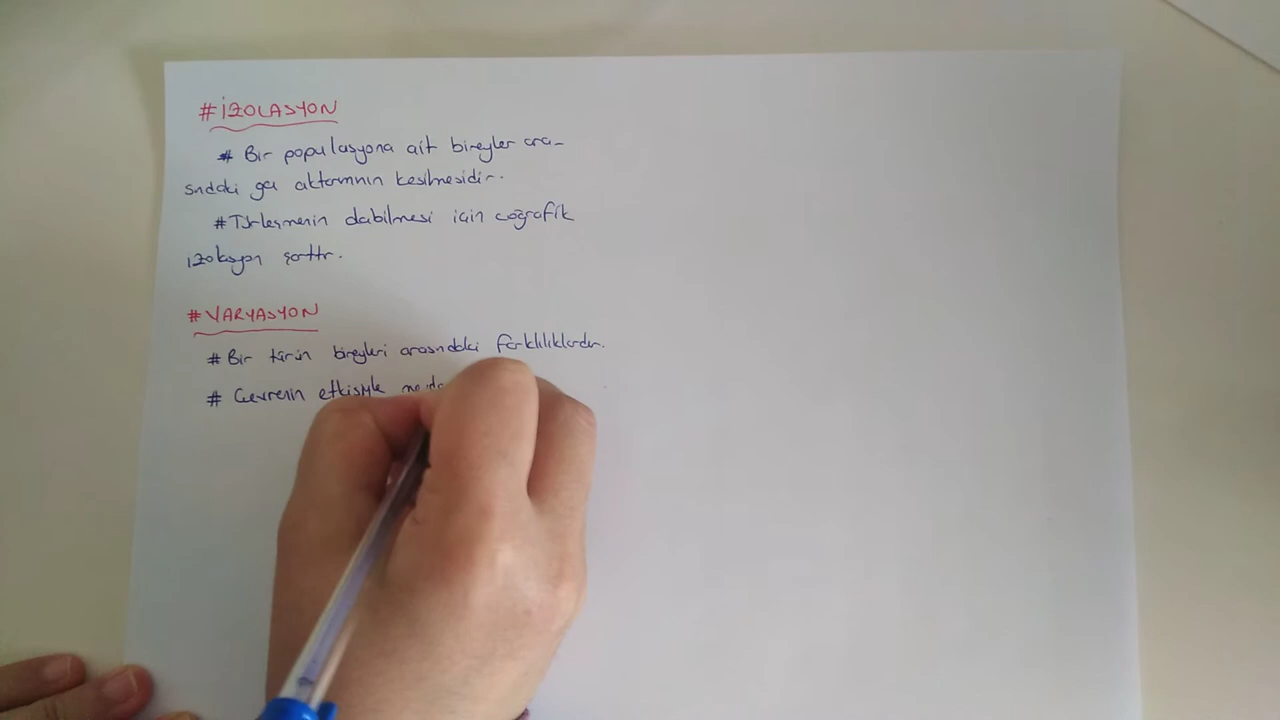 #İZOLASYON
# Bir populasyona ait bireyler ara-
sındaki gen aktarımının kesilmesidir.
#Türleşmenin olabilmesi için coğrafik
izolasyon şarttır.
#VARYASYON
# Bir türün bireyleri arasındaki farklılıklardır.
# Çevrenin etkisiyle